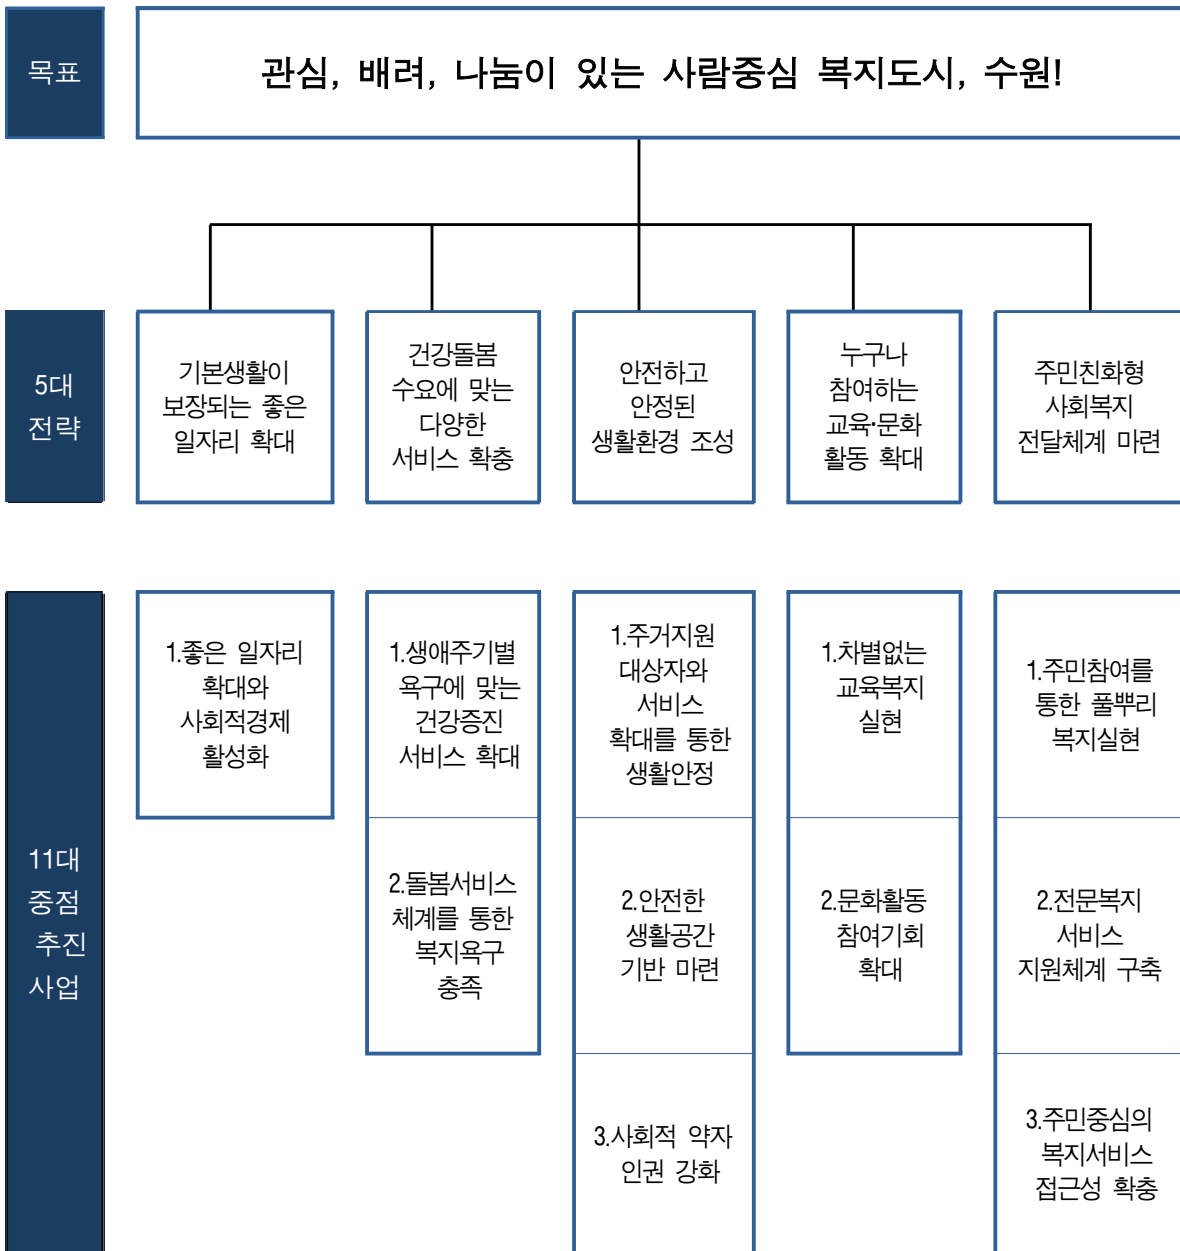 목표
관심, 배려, 나눔이 있는 사람중심 복지도시, 수원!
5대
전략
기본생활이
보장되는 좋은
일자리 확대
건강돌봄
수요에 맞는
다양한
서비스 확충
안전하고
안정된
생활환경 조성
누구나
참여하는
교육·문화
활동 확대
주민친화형
사회복지
전달체계 마련
11대
중점
추진
사업
1.좋은 일자리
확대와
사회적경제
활성화
1.생애주기별
욕구에 맞는
건강증진
서비스 확대
1.주거지원
대상자와
서비스
확대를 통한
생활안정
1.차별없는
교육복지
실현
1.주민참여를
통한 풀뿌리
복지실현
2.돌봄서비스
체계를 통한
복지욕구
충족
2.안전한
생활공간
기반 마련
2.문화활동
참여기회
확대
2.전문복지
서비스
지원체계 구축
3.사회적 약자
인권 강화
3.주민중심의
복지서비스
접근성 확충